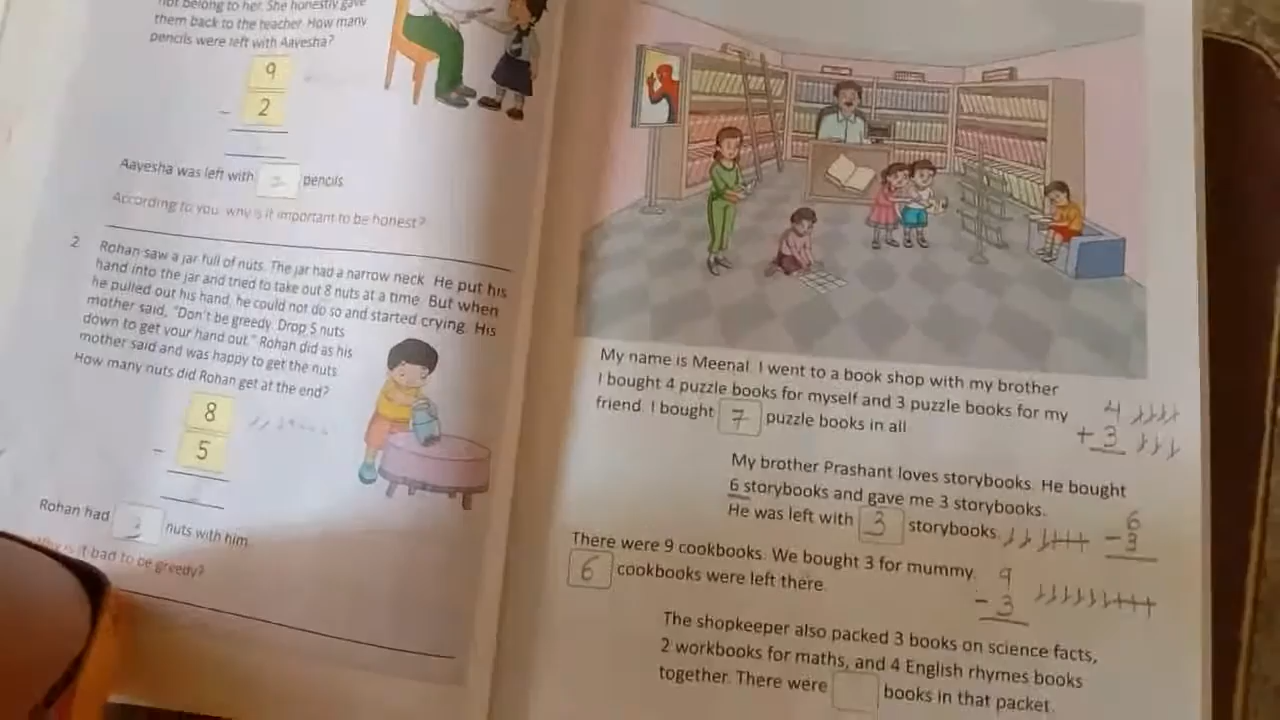 not belong to her. She honestly gave
them back to the teacher. How many
pencils were left with Aavesha?
9
- 2
Aavesha was left with pencils
According to you, why is it important to be honest?
2 Rohan saw a jar full of nuts. The jar had a narrow neck. He put his
hand into the jar and tried to take out 8 nuts at a time. But when
he pulled out his hand, he could not do so and started crying. His
mother said, "Don't be greedy. Drop 5 nuts
down to get your hand out." Rohan did as his
mother said and was happy to get the nuts.
How many nuts did Rohan get at the end?
8
- 5
Rohan had 3 nuts with him.
Why is it bad to be greedy?
My name is Meenal. I went to a book shop with my brother
I bought 4 puzzle books for myself and 3 puzzle books for my
friend. I bought 7 puzzle books in all.
4
+ 3
My brother Prashant loves storybooks. He bought
6 storybooks and gave me 3 storybooks.
He was left with 3 storybooks.
6
- 3
There were 9 cookbooks. We bought 3 for mummy.
6 cookbooks were left there.
9
- 3
The shopkeeper also packed 3 books on science facts,
2 workbooks for maths, and 4 English rhymes books
together. There were books in that packet.